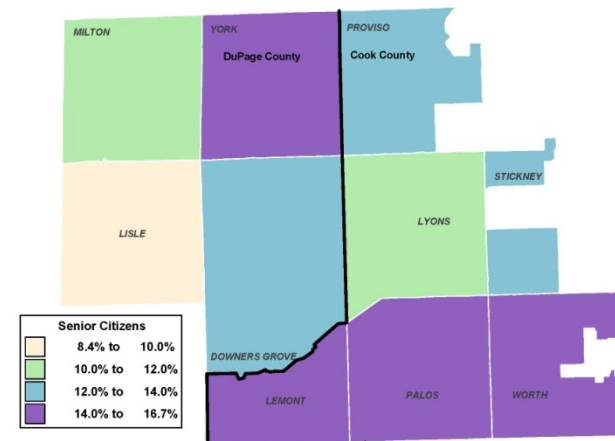 MILTON
YORK
PROVISO
DuPage County
Cook County
STICKNEY
LYONS
LISLE
DOWNERS GROVE
LEMONT
PALOS
WORTH
Senior Citizens
8.4% to 10.0%
10.0% to 12.0%
12.0% to 14.0%
14.0% to 16.7%